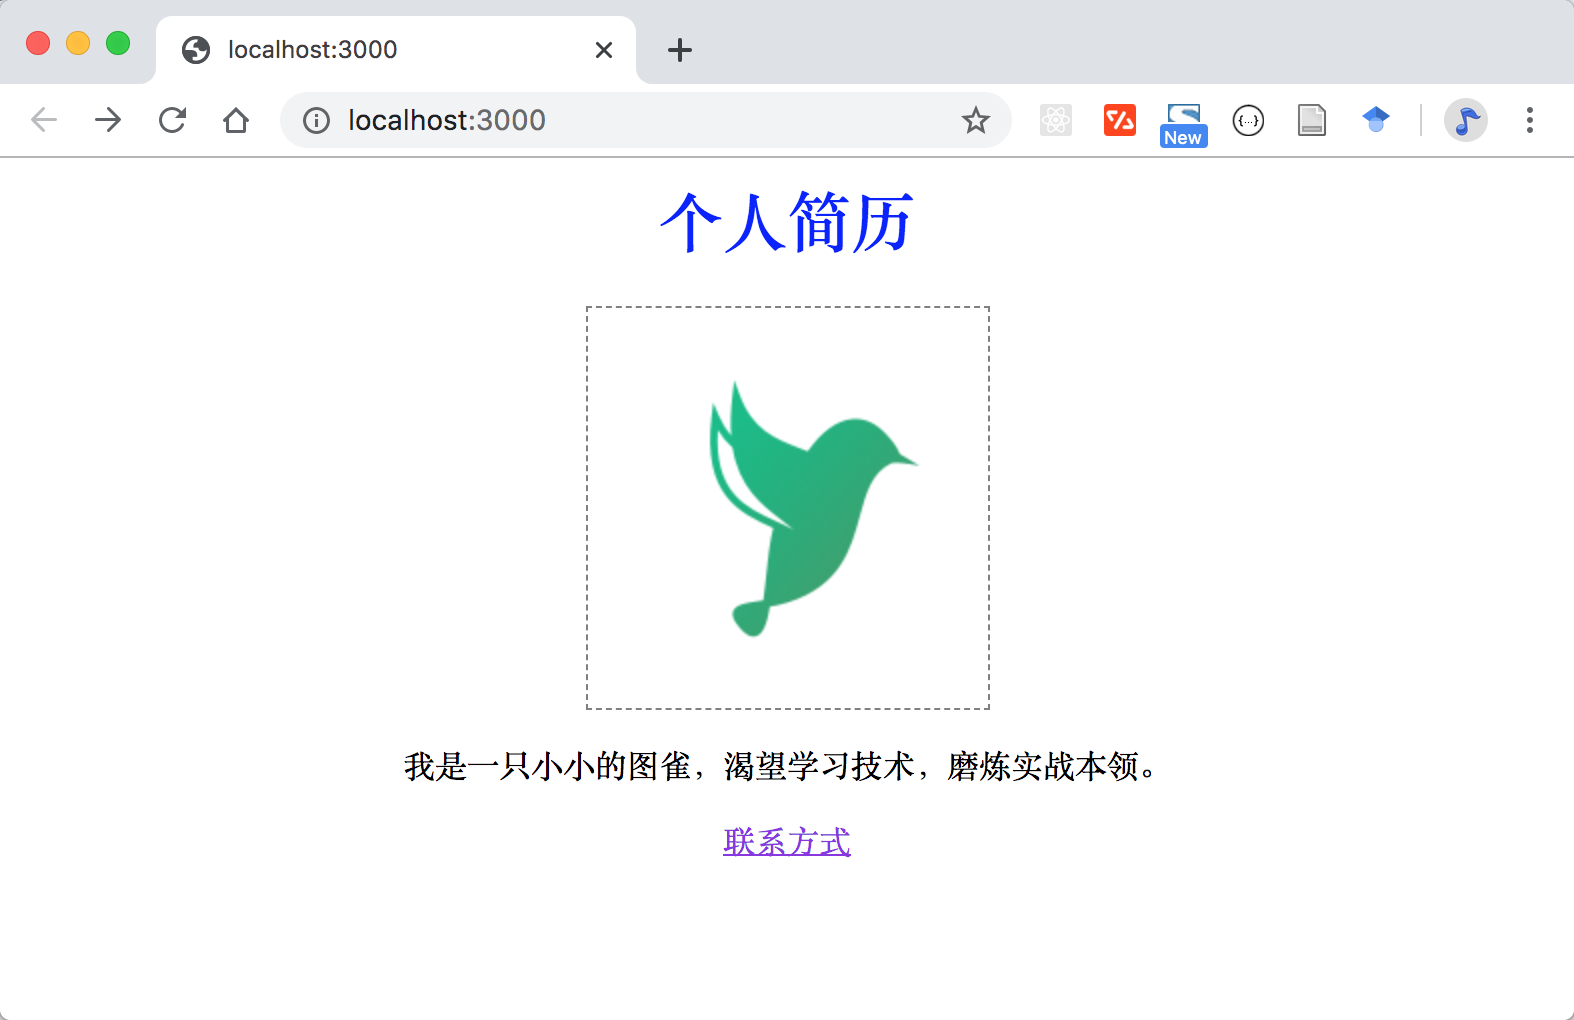 localhost:3000
localhost:3000
New
{...}
个人简历
我是一只小小的图雀，渴望学习技术，磨炼实战本领。
联系方式